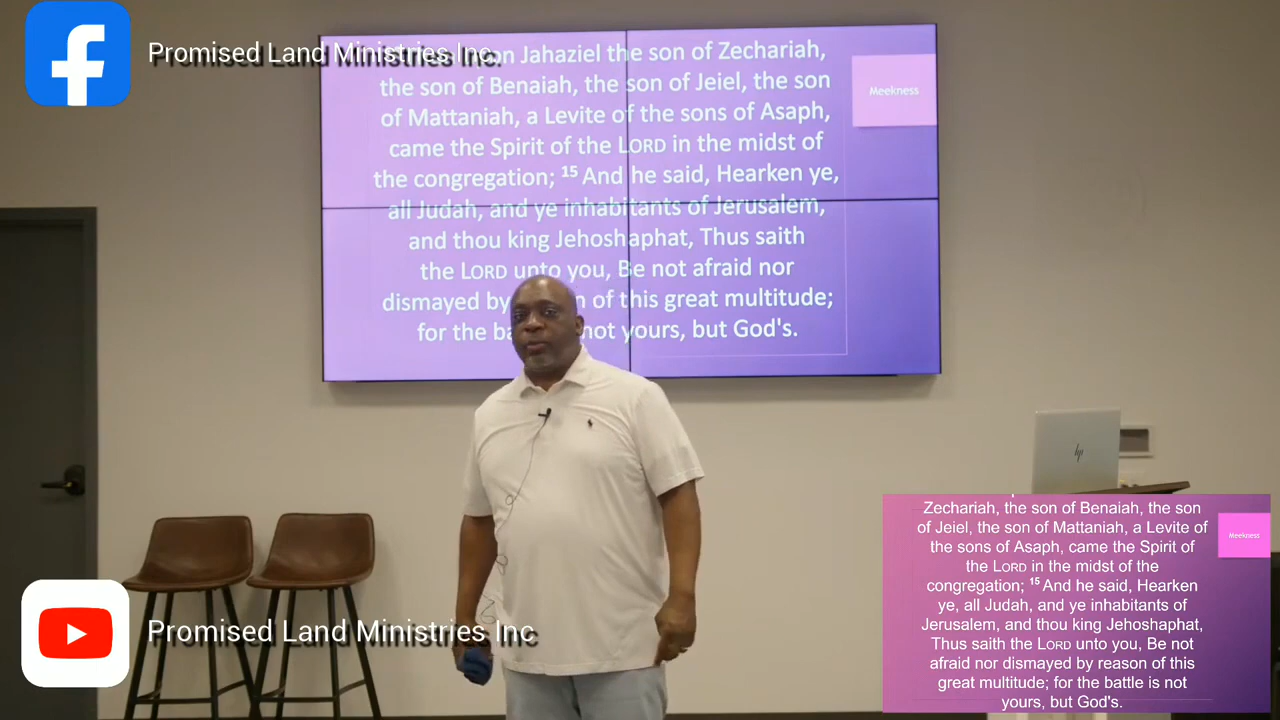 Promised Land Ministries Inc.
on Jahaziel the son of Zechariah,
the son of Benaiah, the son of Jeiel, the son
of Mattaniah, a Levite of the sons of Asaph,
came the Spirit of the LORD in the midst of
the congregation; 15 And he said, Hearken ye,
all Judah, and ye inhabitants of Jerusalem,
and thou king Jehoshaphat, Thus saith
the LORD unto you, Be not afraid nor
dismayed by of this great multitude;
for the not yours, but God's.
Meekness
hp
Zechariah, the son of Benaiah, the son
of Jeiel, the son of Mattaniah, a Levite of
the sons of Asaph, came the Spirit of
the LORD in the midst of the
congregation; 15 And he said, Hearken
ye, all Judah, and ye inhabitants of
Jerusalem, and thou king Jehoshaphat,
Thus saith the LORD unto you, Be not
afraid nor dismayed by reason of this
great multitude; for the battle is not
yours, but God's.
Meekness
Promised Land Ministries Inc